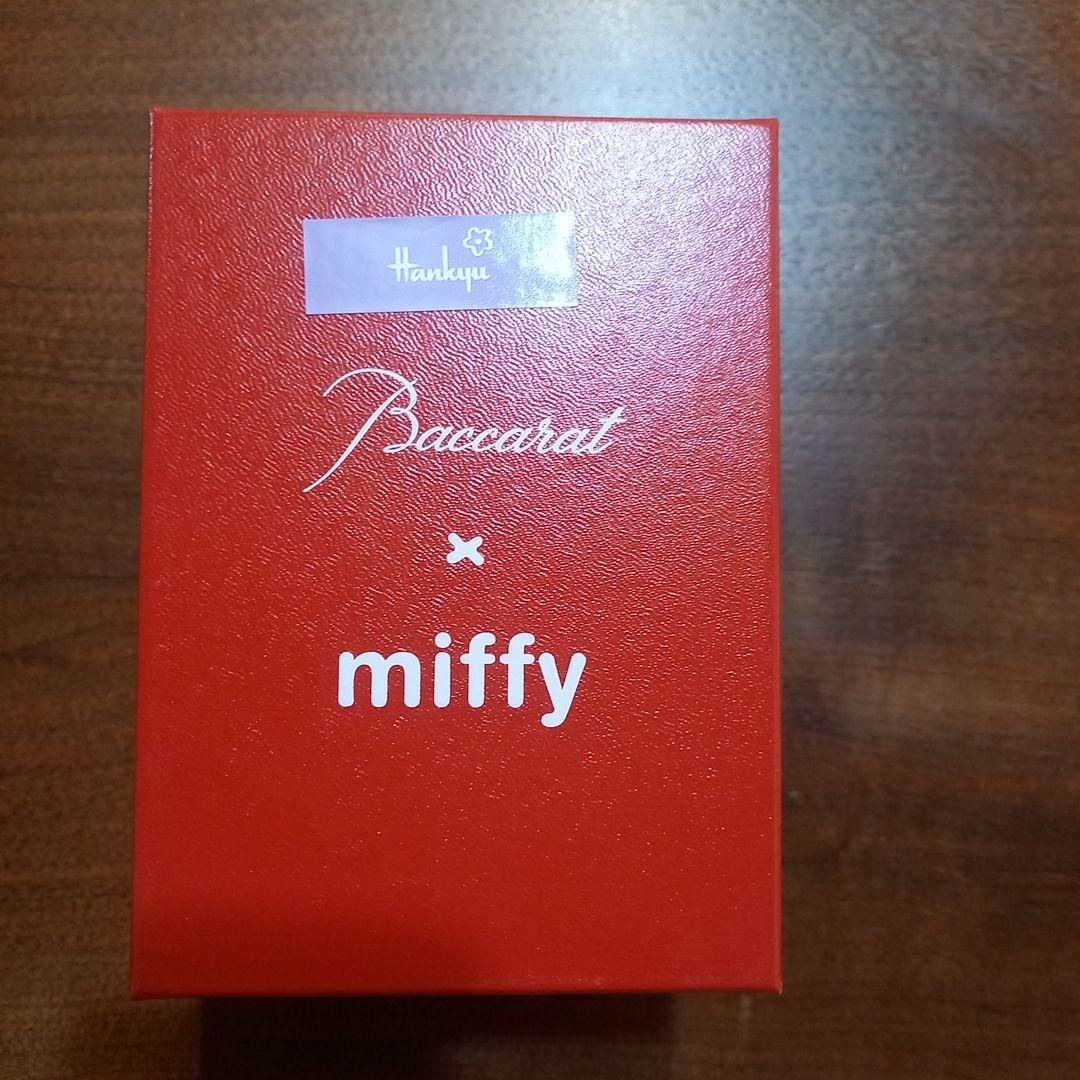 Hankyu
Baccarat
×
miffy